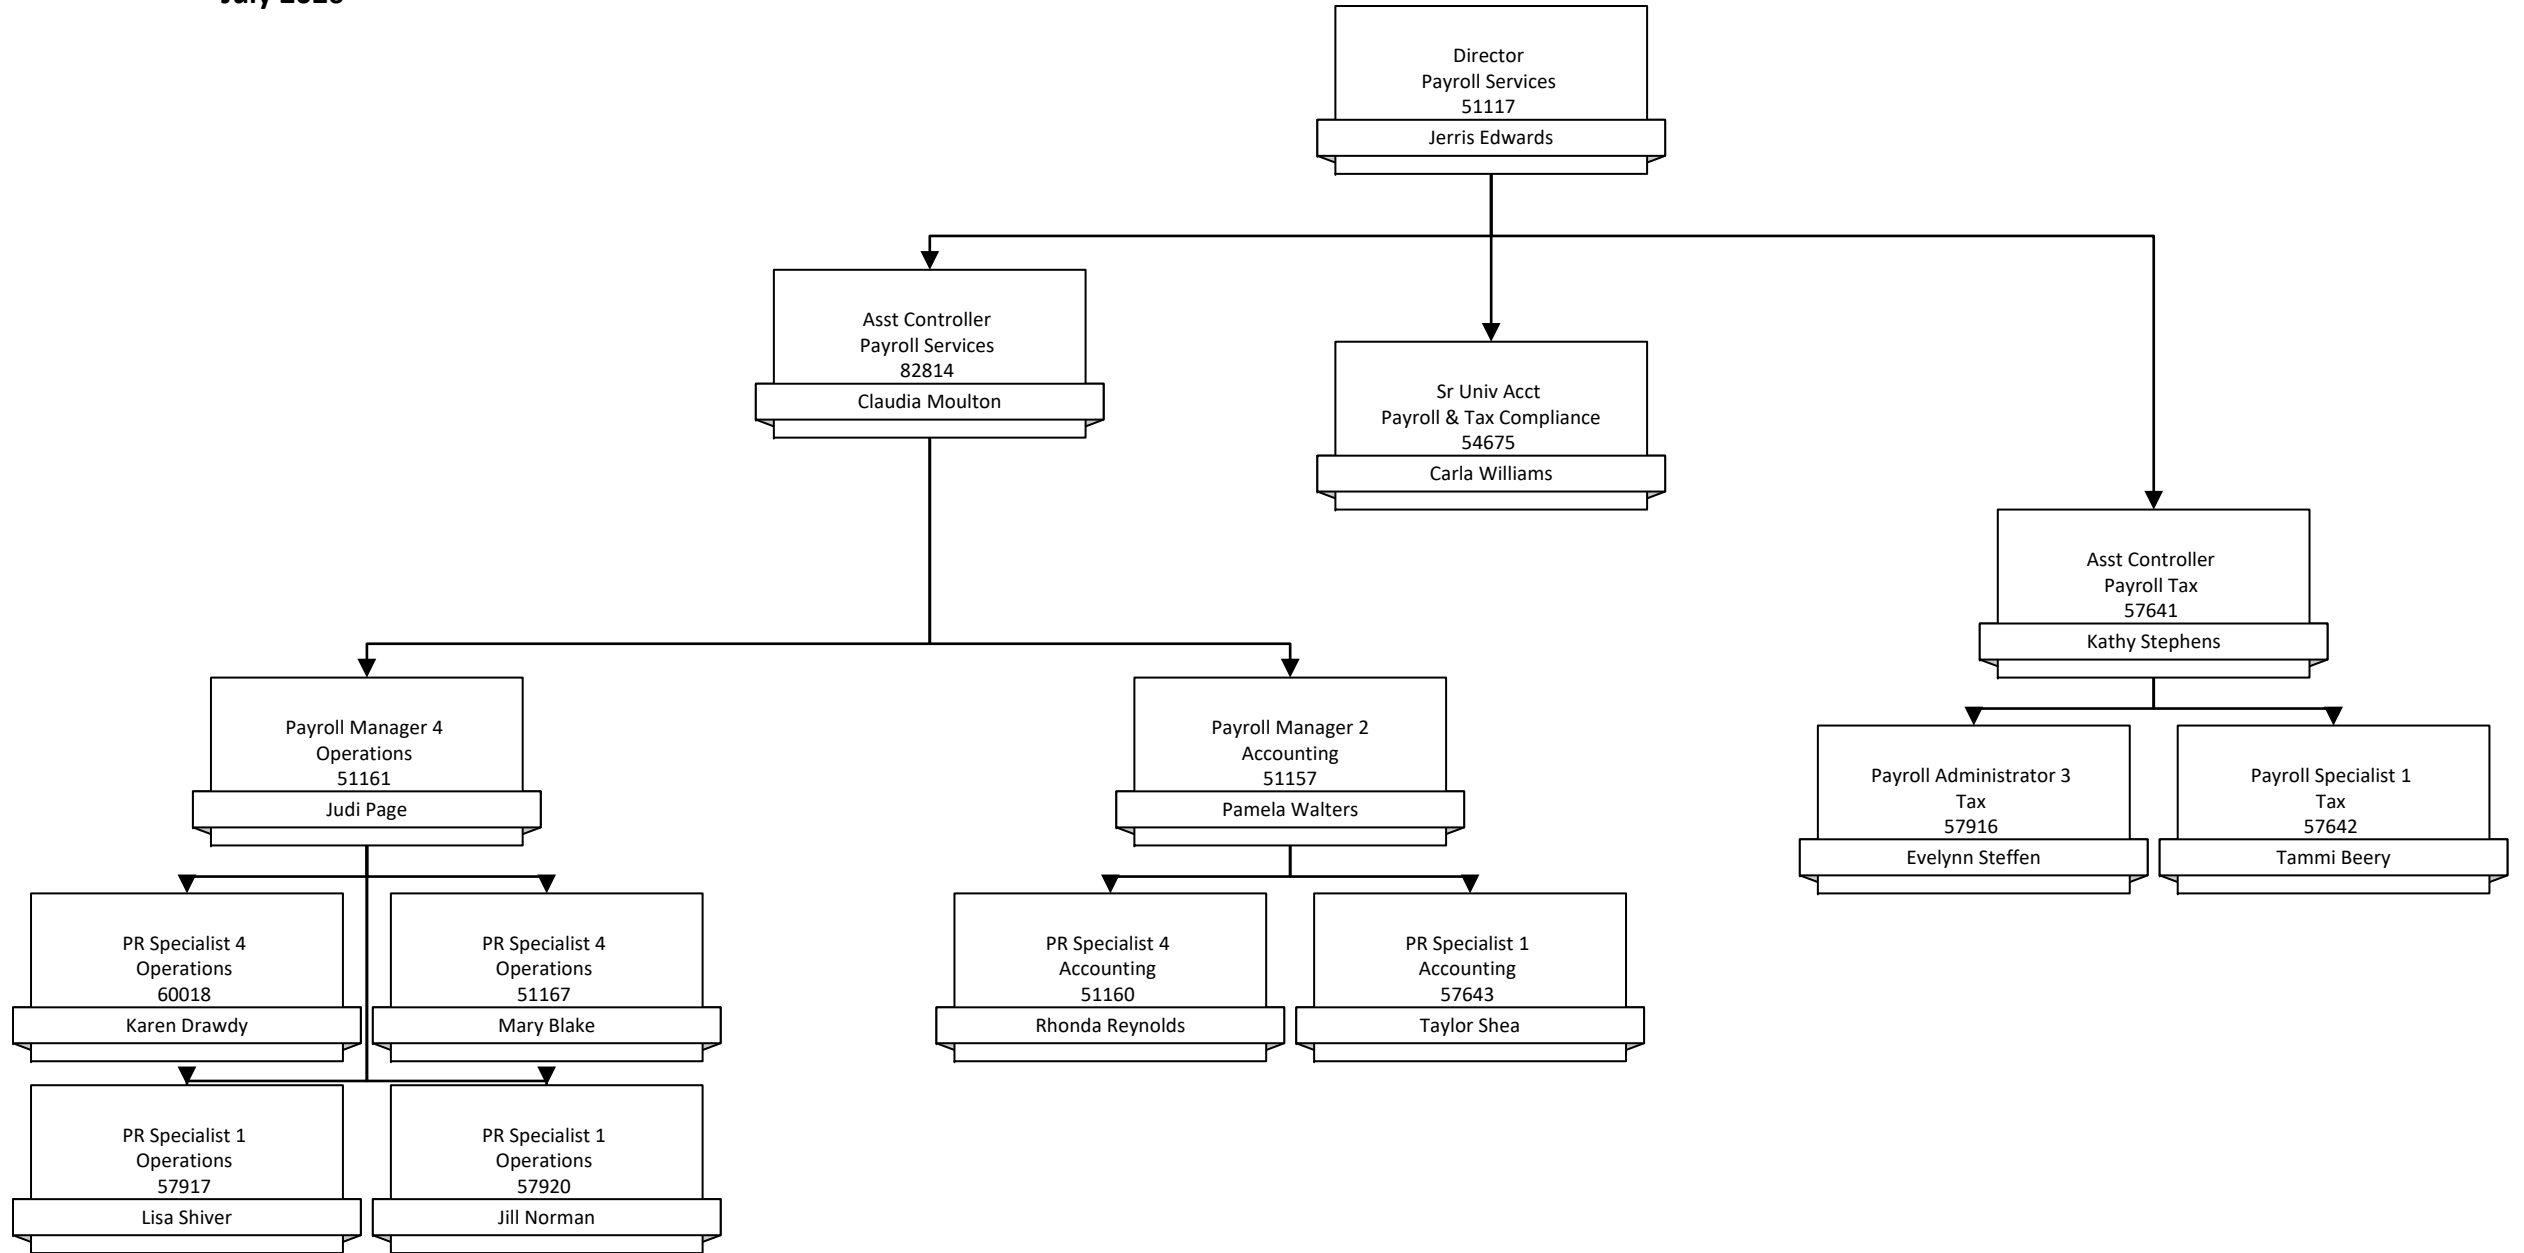 Director
Payroll Services
51117
Jerris Edwards
Asst Controller
Payroll Services
82814
Claudia Moulton
Sr Univ Acct
Payroll & Tax Compliance
54675
Carla Williams
Asst Controller
Payroll Tax
57641
Kathy Stephens
Payroll Manager 4
Operations
51161
Judi Page
Payroll Manager 2
Accounting
51157
Pamela Walters
Payroll Administrator 3
Tax
57916
Evelynn Steffen
Payroll Specialist 1
Tax
57642
Tammi Beery
PR Specialist 4
Operations
60018
Karen Drawdy
PR Specialist 4
Operations
51167
Mary Blake
PR Specialist 4
Accounting
51160
Rhonda Reynolds
PR Specialist 1
Accounting
57643
Taylor Shea
PR Specialist 1
Operations
57917
Lisa Shiver
PR Specialist 1
Operations
57920
Jill Norman